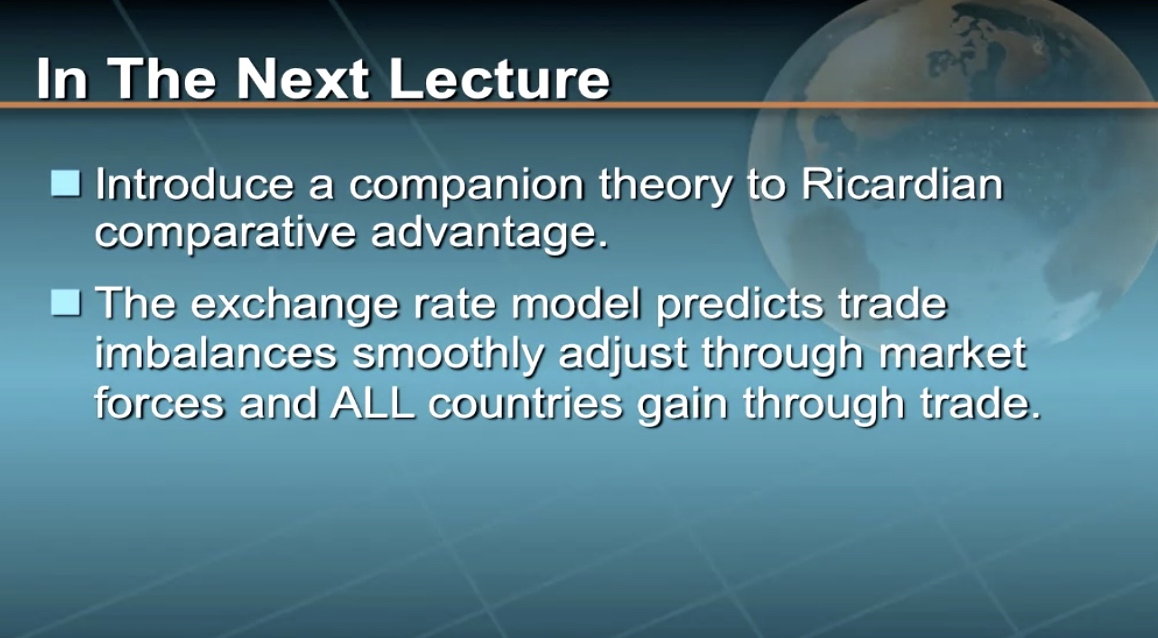 In The Next Lecture
Introduce a companion theory to Ricardian
comparative advantage.
The exchange rate model predicts trade
imbalances smoothly adjust through market
forces and ALL countries gain through trade.